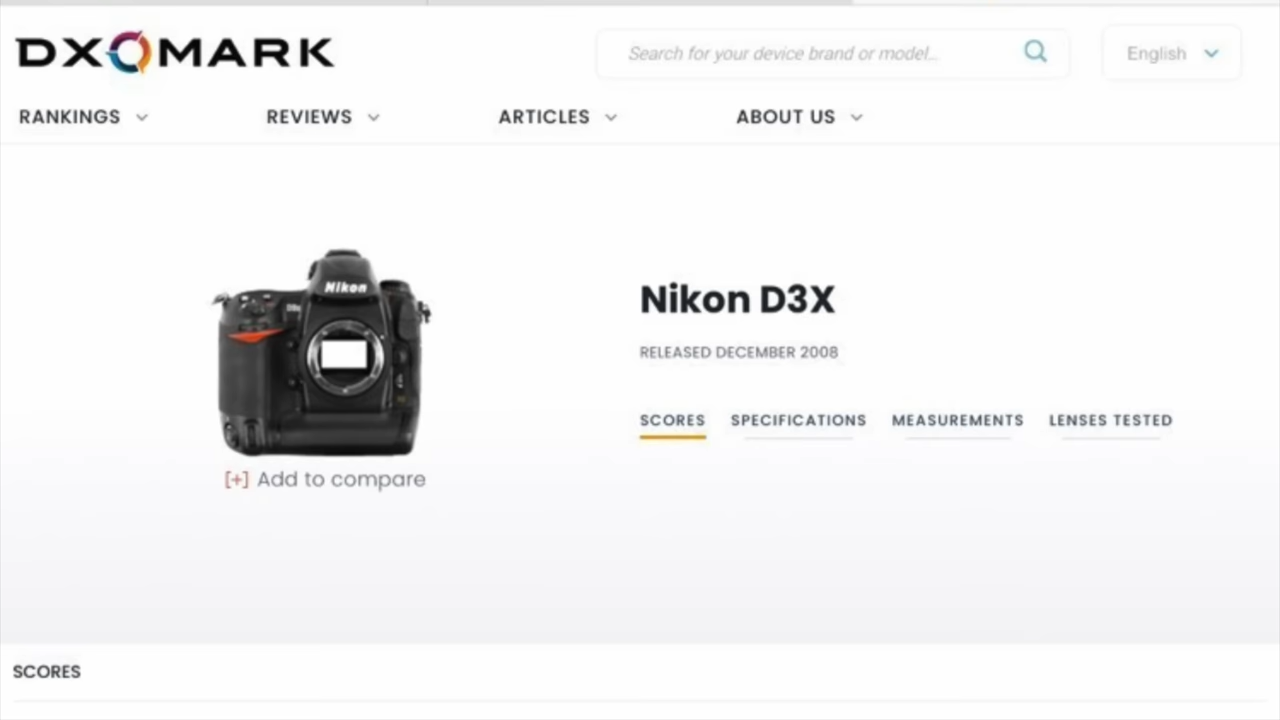 DXOMARK
Search for your device brand or model...
English
RANKINGS
REVIEWS
ARTICLES
ABOUT US
Nikon
Nikon D3X
RELEASED DECEMBER 2008
SCORES
SPECIFICATIONS
MEASUREMENTS
LENSES TESTED
[+] Add to compare
SCORES